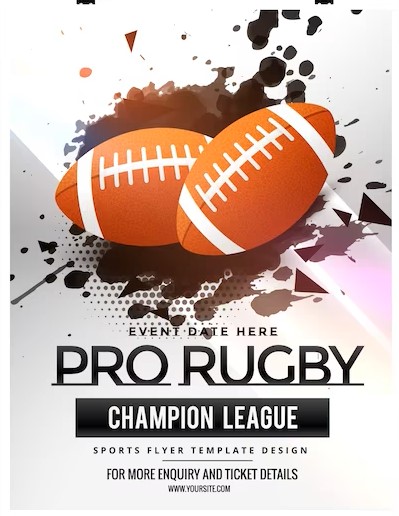 EVENT DATE HERE
PRO RUGBY
CHAMPION LEAGUE
SPORTS FLYER TEMPLATE DESIGN
FOR MORE ENQUIRY AND TICKET DETAILS
WWW.YOURSITE.COM